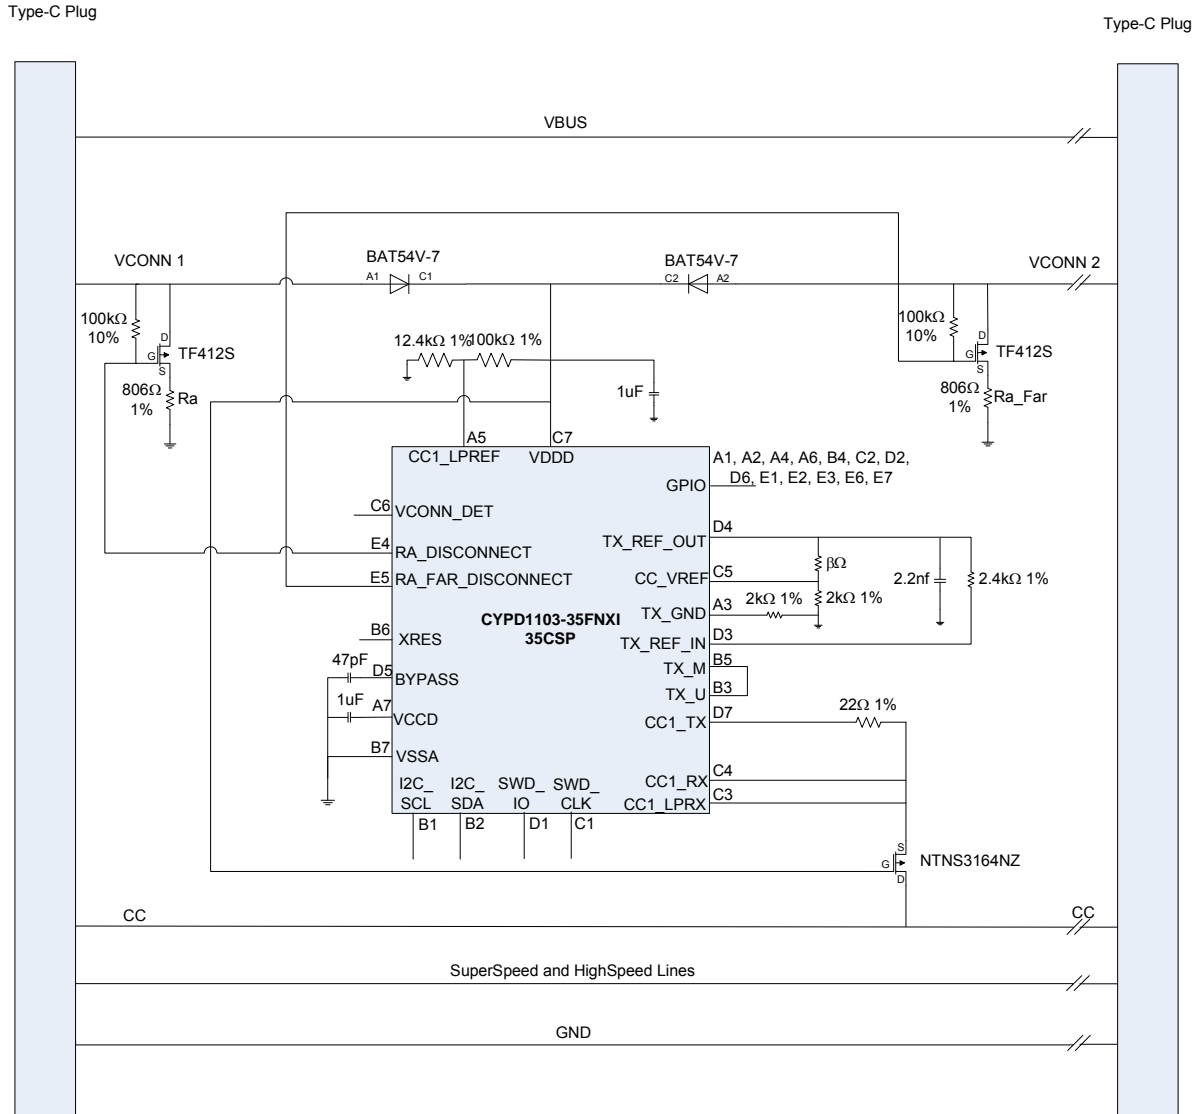 Type-C Plug
Type-C Plug
VBUS
VCONN 1
BAT54V-7
A1
C1
BAT54V-7
C2
A2
VCONN 2
100kΩ
10%
D
G
S
TF412S
806Ω
1%
Ra
12.4kΩ 1%
100kΩ 1%
1uF
100kΩ
10%
D
G
S
TF412S
806Ω
1%
Ra_Far
A5
C7
CC1_LPREF
VDDD
A1, A2, A4, A6, B4, C2, D2,
D6, E1, E2, E3, E6, E7
GPIO
C6
VCONN_DET
E4
RA_DISCONNECT
E5
RA_FAR_DISCONNECT
CYPD1103-35FNXI
35CSP
B6
XRES
47pF
D5
BYPASS
1uF
A7
VCCD
B7
VSSA
TX_REF_OUT
D4
CC_VREF
C5
βΩ
2.2nf
2.4kΩ 1%
TX_GND
A3
2kΩ 1%
2kΩ 1%
TX_REF_IN
D3
TX_M
B5
TX_U
B3
CC1_TX
D7
22Ω 1%
CC1_RX
C4
CC1_LPRX
C3
I2C_
SCL
I2C_
SDA
SWD_
IO
SWD_
CLK
B1
B2
D1
C1
S
G
D
NTNS3164NZ
CC
CC
SuperSpeed and HighSpeed Lines
GND